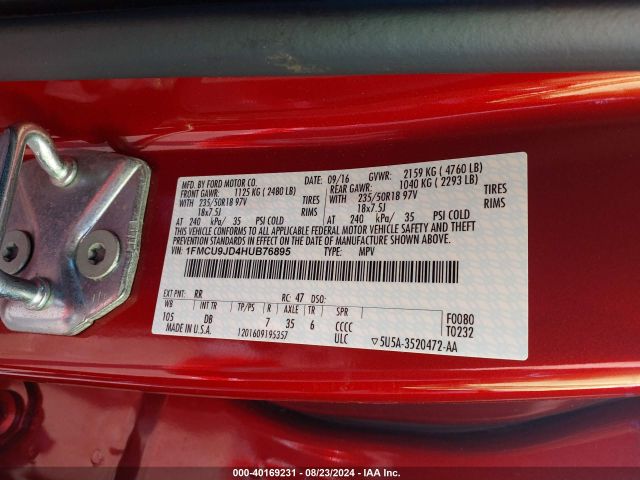 MFD. BY FORD MOTOR CO. DATE: 09/16 GVWR: 2159 KG ( 4760 LB)
FRONT GAWR: 1125 KG ( 2480 LB) REAR GAWR: 1040 KG ( 2293 LB)
WITH 235/50R18 97V TIRES WITH 235/50R18 97V TIRES
18x7.5J RIMS 18x7.5J RIMS
AT 240 kPa/ 35 PSI COLD AT 240 kPa/ 35 PSI COLD
THIS VEHICLE CONFORMS TO ALL APPLICABLE FEDERAL MOTOR VEHICLE SAFETY AND THEFT
PREVENTION STANDARDS IN EFFECT ON THE DATE OF MANUFACTURE SHOWN ABOVE.
VIN: 1FMCU9JD4HUB76895 TYPE: MPV
EXT PNT: RR RC: 47 DSO:
WB INT TR TP/PS R AXLE TR SPR
105 DB 7 35 6 CCCC F0080
MADE IN U.S.A. 1201609195357 ULC T0232
▽5U5A-3520472-AA
000-40169231 - 08/23/2024 - IAA Inc.